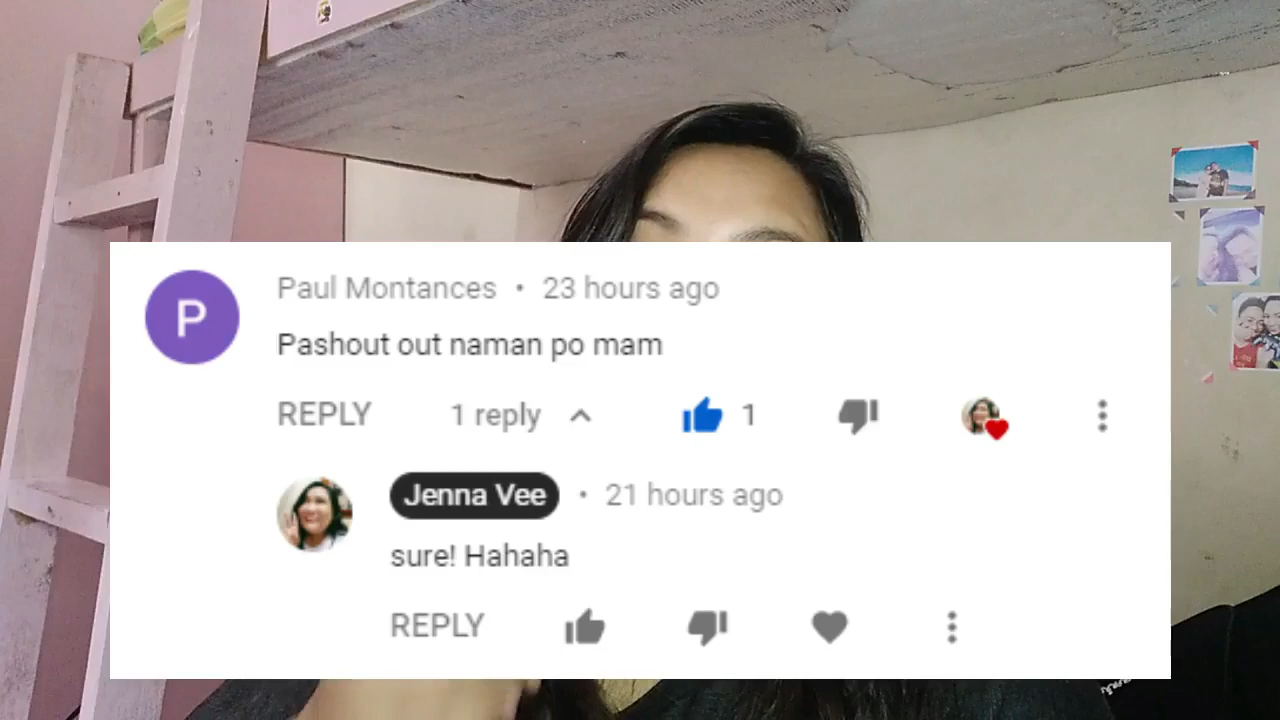 Paul Montances • 23 hours ago
Pashout out naman po mam
REPLY 1 reply 1
Jenna Vee • 21 hours ago
sure! Hahaha
REPLY